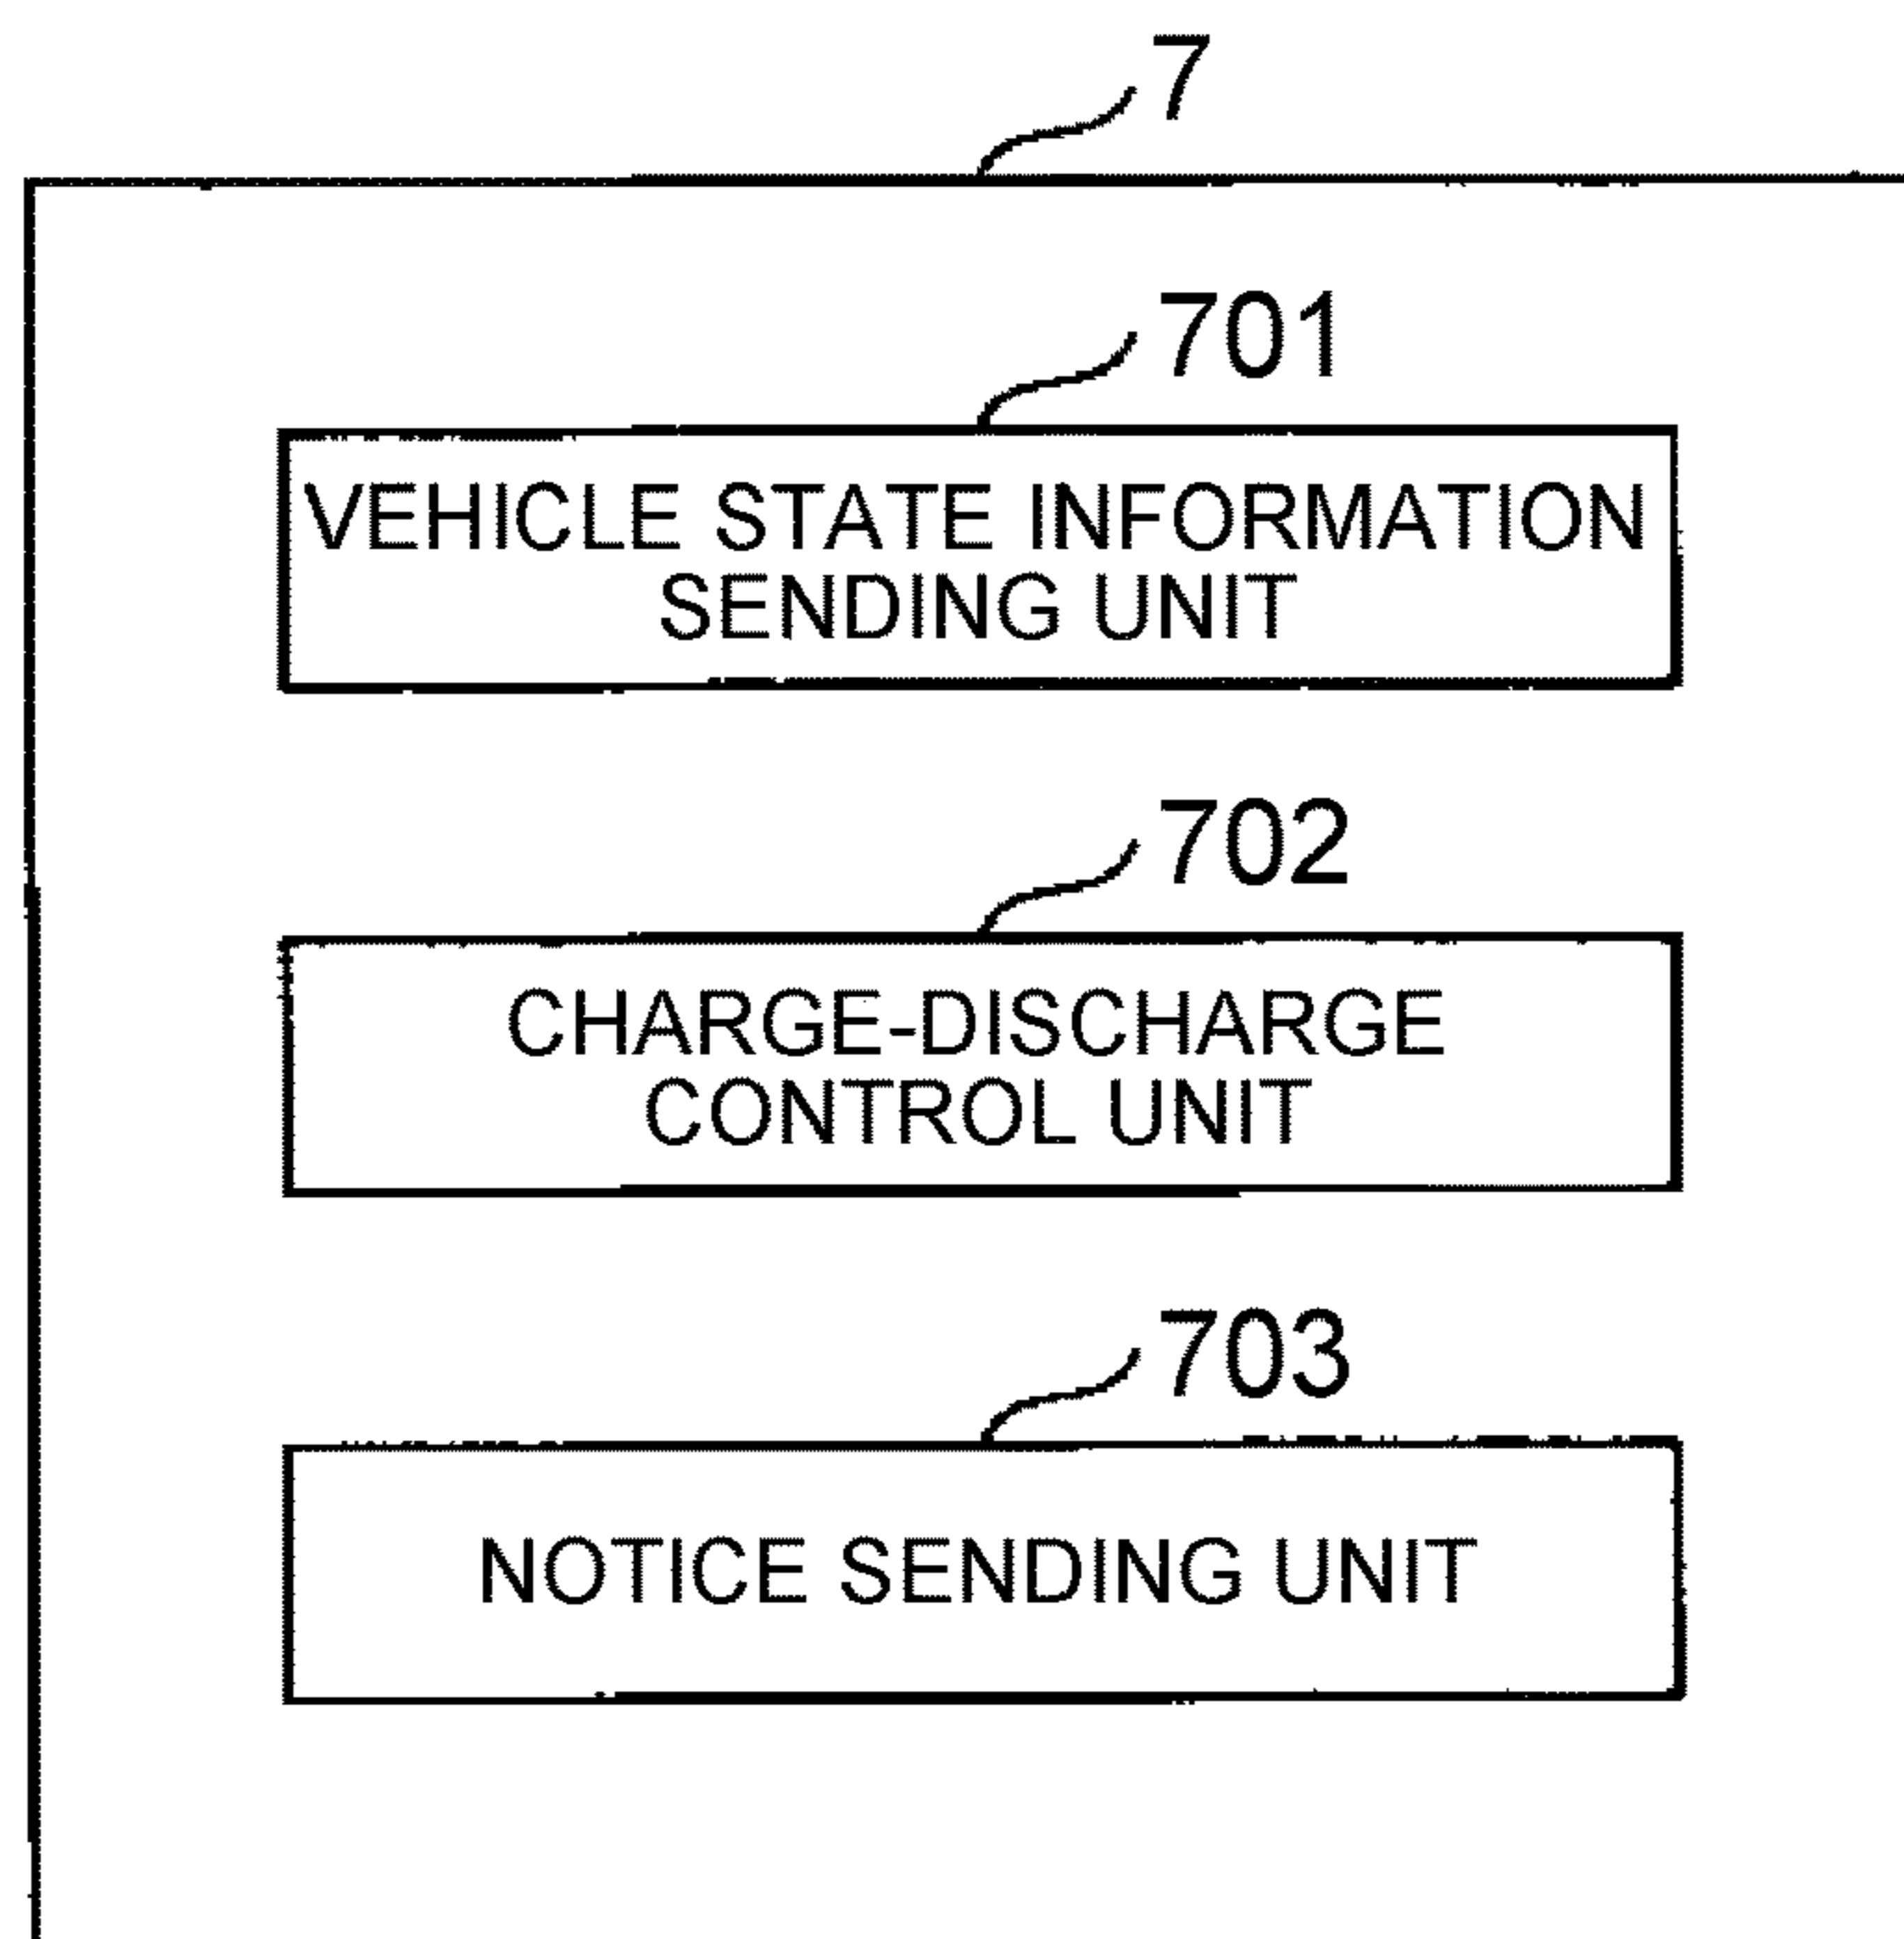 7
701
VEHICLE STATE INFORMATION
SENDING UNIT
702
CHARGE-DISCHARGE
CONTROL UNIT
703
NOTICE SENDING UNIT